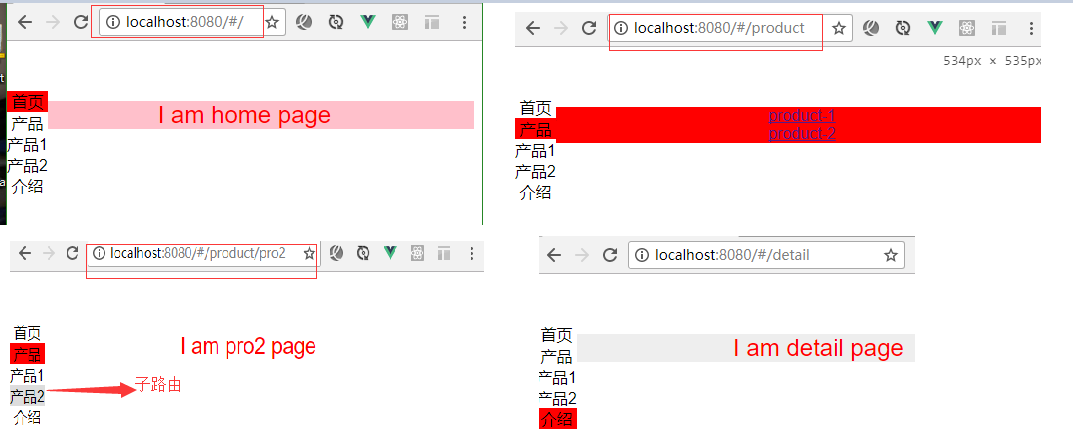 localhost:8080/#/
首页
I am home page
产品
产品1
产品2
介绍
localhost:8080/#/product
534px × 535px
首页
产品
product 1
product 2
产品1
产品2
介绍
localhost:8080/#/product/pro2
首页
产品
I am pro2 page
产品1
产品2
子路由
介绍
localhost:8080/#/detail
首页
I am detail page
产品
产品1
产品2
介绍